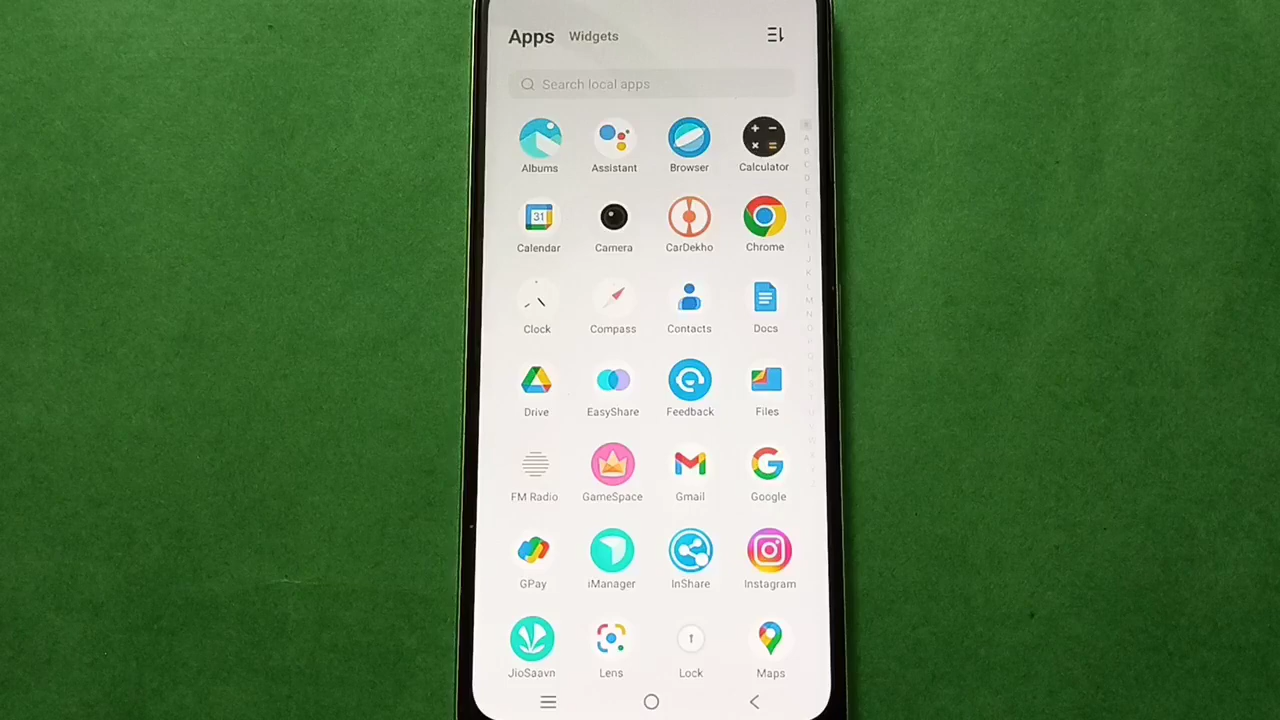 Apps Widgets
Search local apps
Albums Assistant Browser Calculator
31
Calendar Camera CarDekho Chrome
Clock Compass Contacts Docs
Drive EasyShare Feedback Files
FM Radio GameSpace Gmail Google
GPay iManager InShare Instagram
JioSaavn Lens Lock Maps